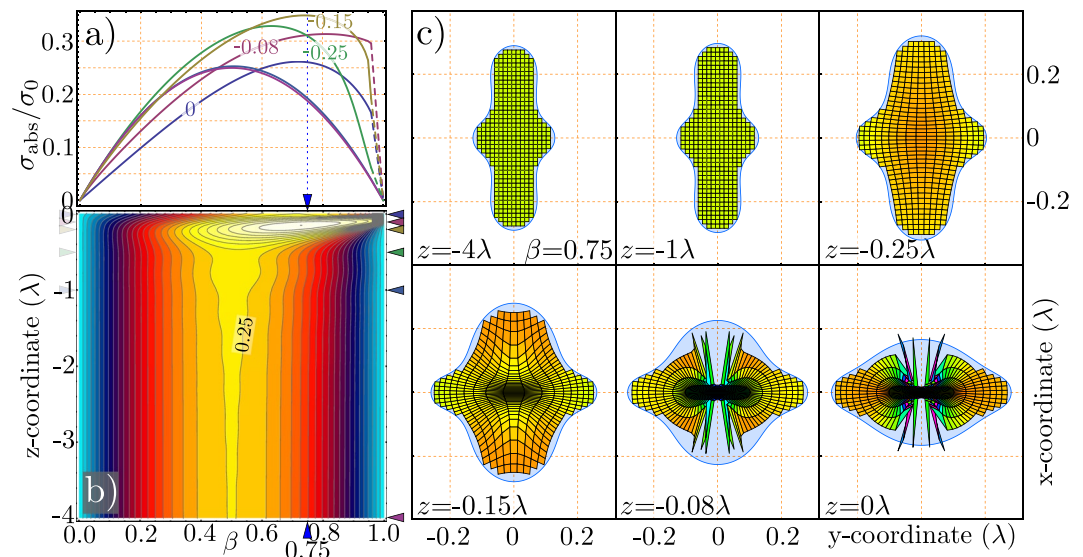 a)
σ_abs/σ_0
0.3
0.2
0.1
0
-0.15
-0.08
-0.25
0
b)
z-coordinate (λ)
0
-1
-2
-3
-4
0.25
0.0 0.2 0.4 0.6 0.8 1.0
β
0.75
c)
z=-4λ β=0.75
z=-1λ
z=-0.25λ
z=-0.15λ
z=-0.08λ
z=0λ
0.2
0
-0.2
x-coordinate (λ)
-0.2 0 0.2 -0.2 0 0.2
y-coordinate (λ)